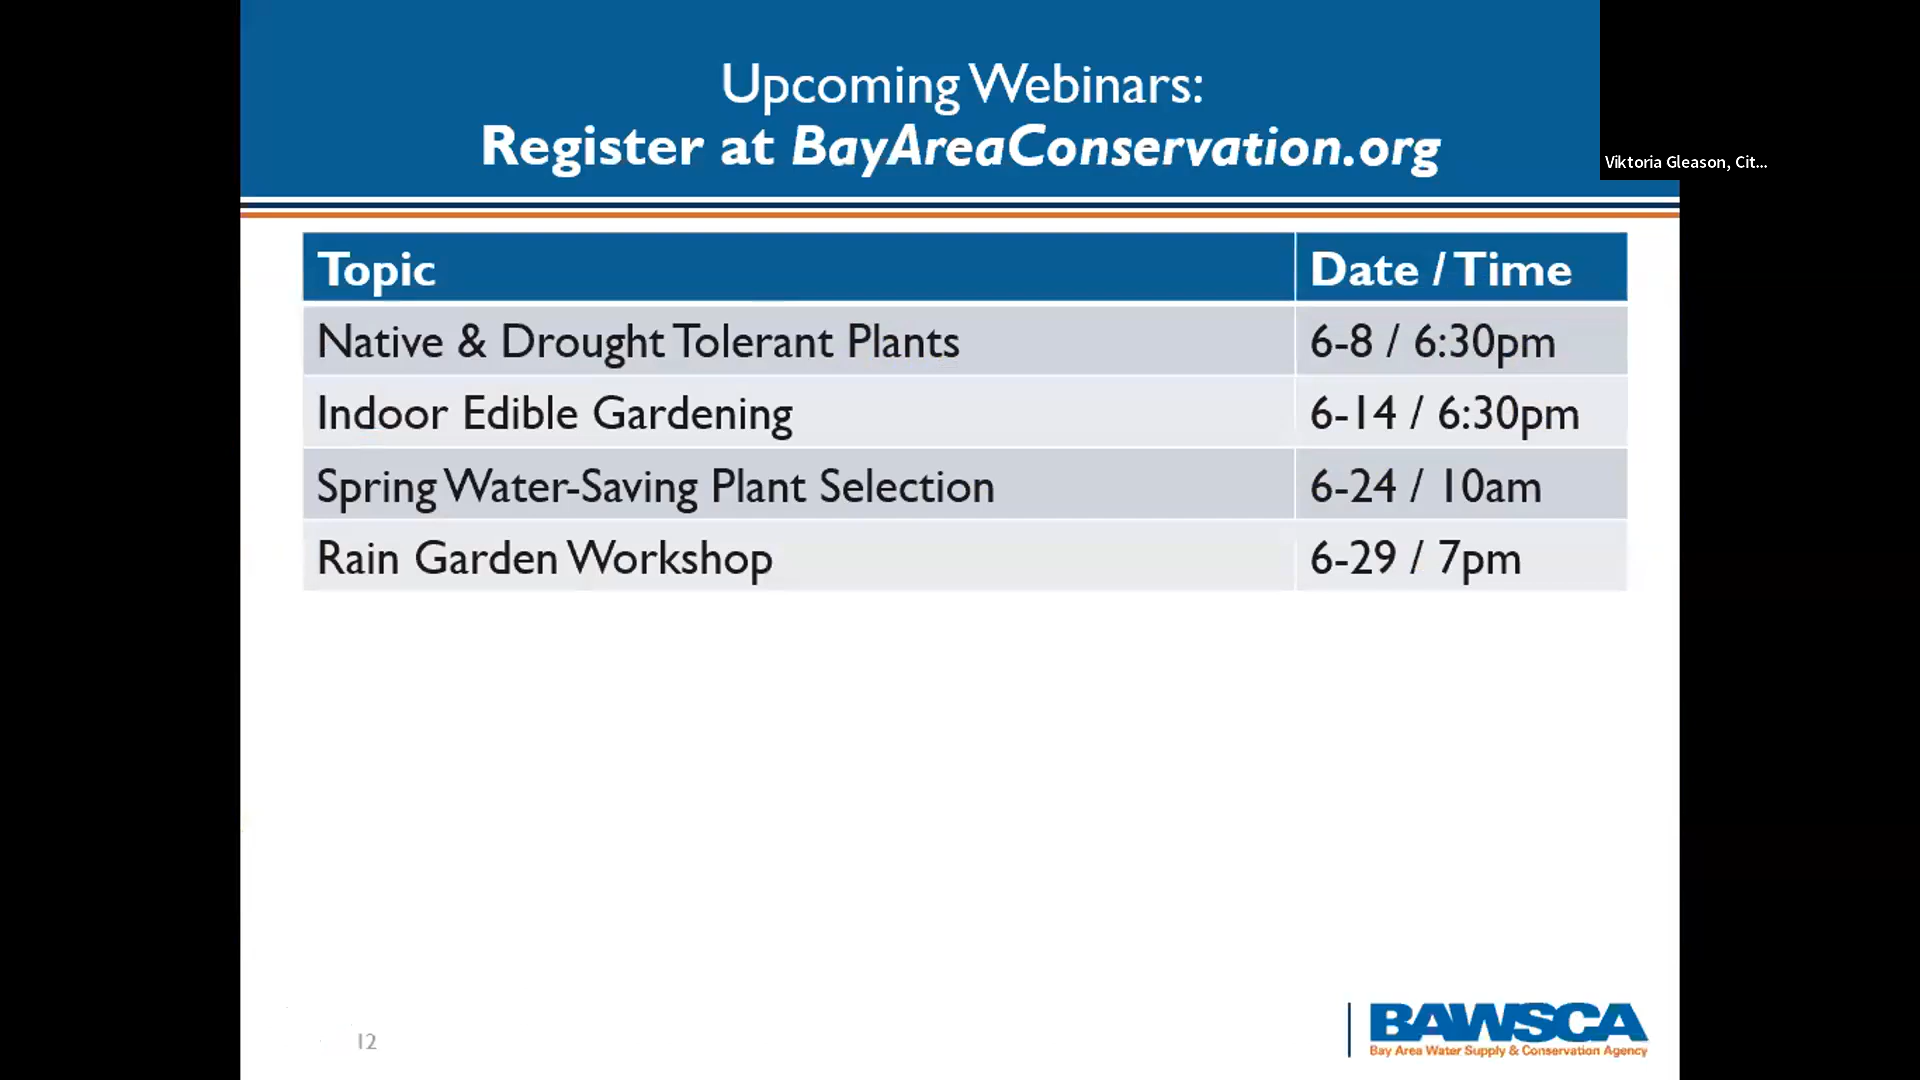 Upcoming Webinars:
Register at BayAreaConservation.org
Viktoria Gleason, Cit...
Topic Date / Time
Native & Drought Tolerant Plants 6-8 / 6:30pm
Indoor Edible Gardening 6-14 / 6:30pm
Spring Water-Saving Plant Selection 6-24 / 10am
Rain Garden Workshop 6-29 / 7pm
12
BAWSCA
Bay Area Water Supply & Conservation Agency